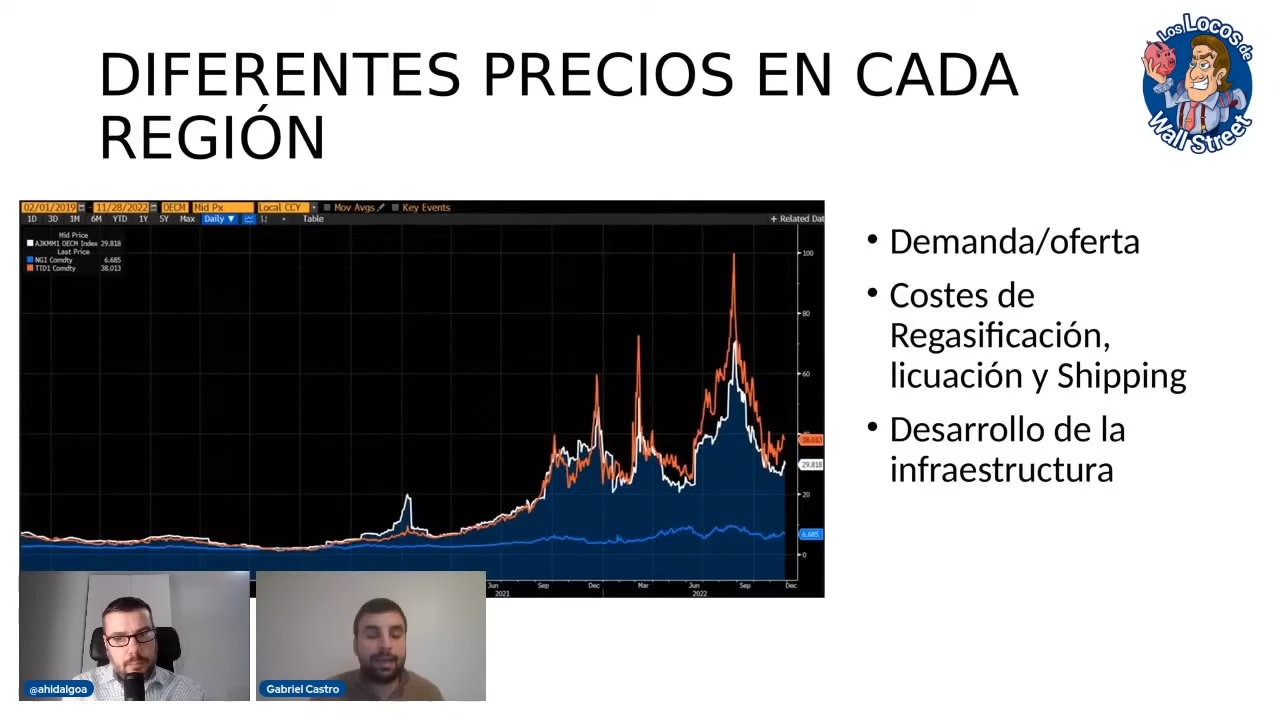 DIFERENTES PRECIOS EN CADA
REGIÓN
Los Locos de
Wall Street
02/01/2019 - 11/28/2022 OECM Mid Px Local CCY Mov Avgs Key Events
1D 3D 1M 6M YTD 1Y 5Y Max Daily ▼ Table + Related Dat
Mid Price
AJKMM1 OECM Index 29.818
Last Price
NG1 Comdty 6.685
TTD1 Comdty 38.013
100
80
60
38.013
29.818
20
6.685
0
Jun Sep Dec Mar Jun Sep Dec
2021 2022
• Demanda/oferta
• Costes de
Regasificación,
licuación y Shipping
• Desarrollo de la
infraestructura
@ahidalgoa
Gabriel Castro